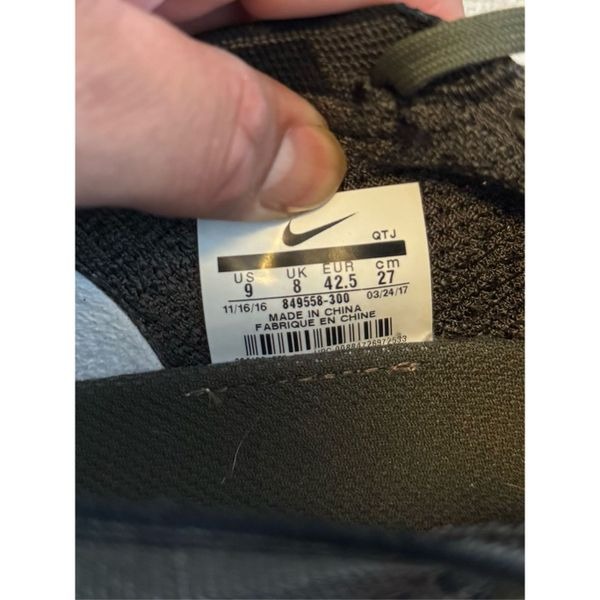 QTJ
US UK EUR cm
9 8 42.5 27
11/16/16 849558-300 03/24/17
MADE IN CHINA
FABRIQUE EN CHINE